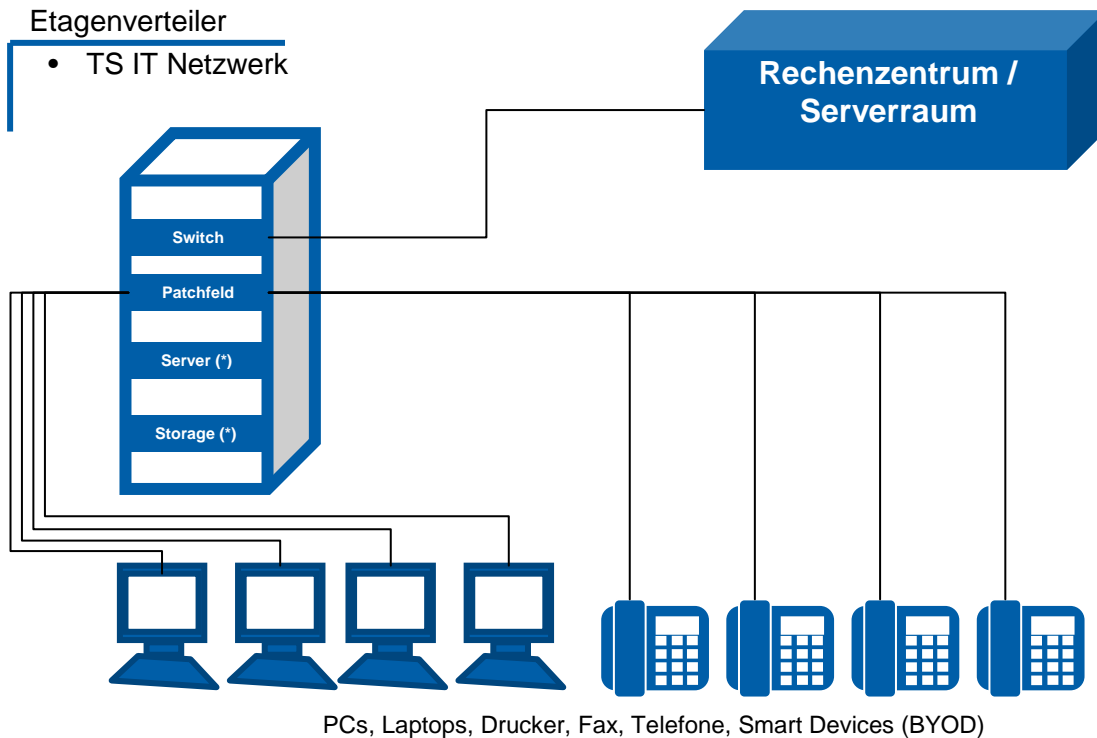 Etagenverteiler
• TS IT Netzwerk
Rechenzentrum /
Serverraum
Switch
Patchfeld
Server (*)
Storage (*)
PCs, Laptops, Drucker, Fax, Telefone, Smart Devices (BYOD)